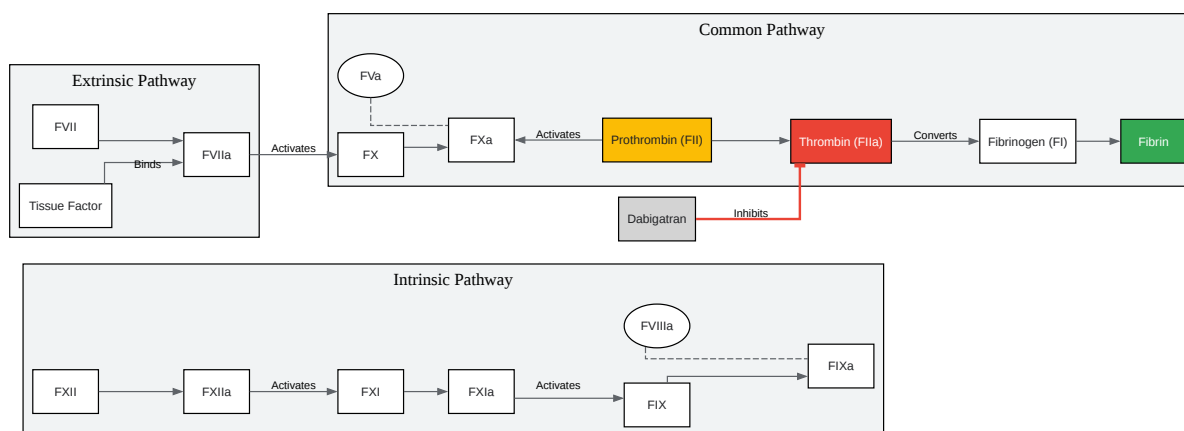 Common Pathway
Extrinsic Pathway
FVa
FVII
FVIIa
Binds
Tissue Factor
Activates
FX
FXa
Activates
Prothrombin (FII)
Thrombin (FIIa)
Converts
Fibrinogen (FI)
Fibrin
Dabigatran
Inhibits
Intrinsic Pathway
FVIIIa
FIXa
FXII
FXIIa
Activates
FXI
FXIa
Activates
FIX